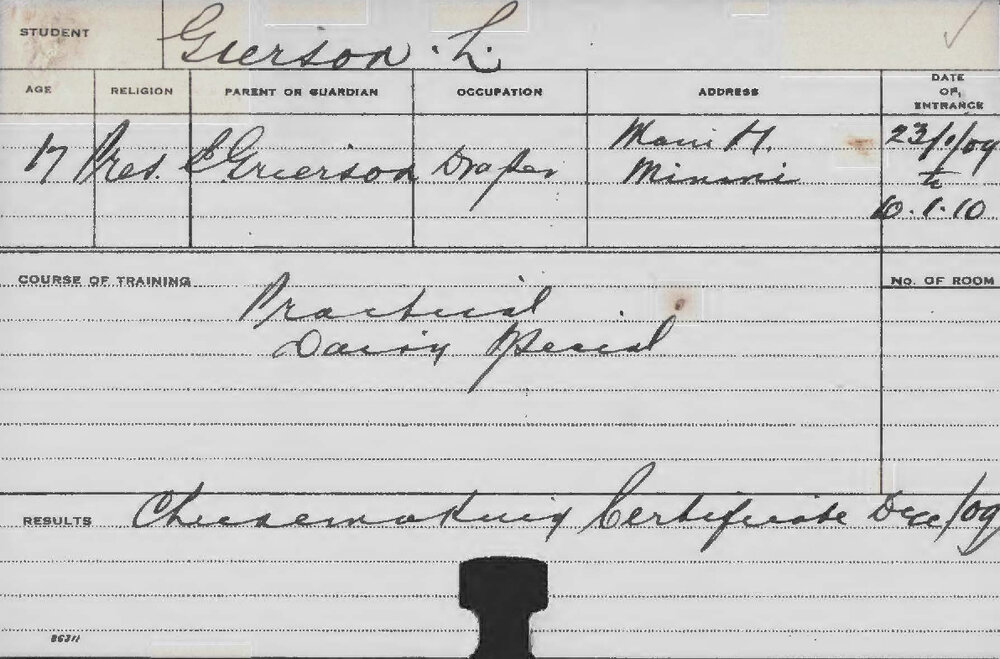 STUDENT Grierson. L.
AGE RELIGION PARENT OR GUARDIAN OCCUPATION ADDRESS DATE OF, ENTRANCE
17 Pres. Grierson Draper Main St. 23/1/09
to
10.1.10
COURSE OF TRAINING No. OF ROOM
Practical
Dairy Special
RESULTS Cheesemaking Certificate Dec/09
86311